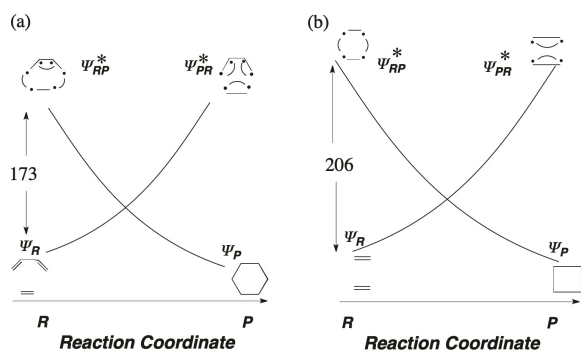 (a)
Ψ*RP
Ψ*PR
173
ΨR
ΨP
R
P
Reaction Coordinate
(b)
Ψ*RP
Ψ*PR
206
ΨR
ΨP
R
P
Reaction Coordinate